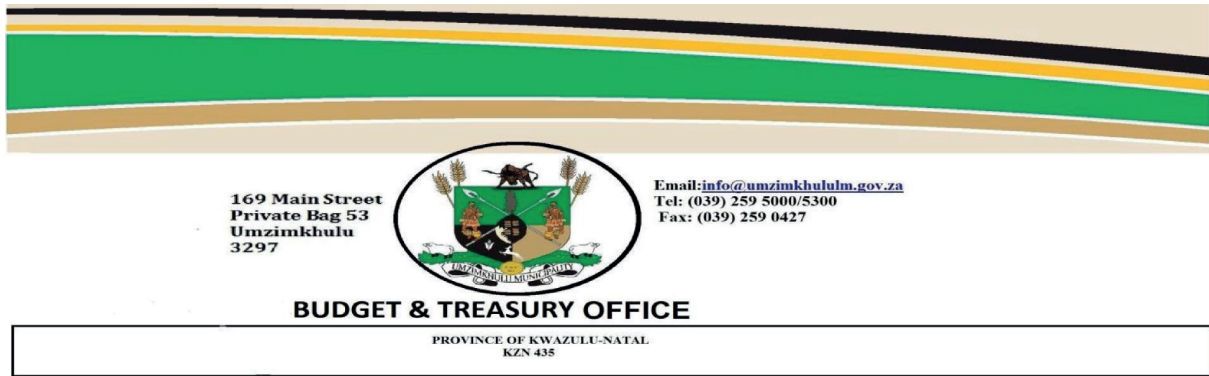 169 Main Street
Private Bag 53
Umzimkhulu
3297
UMZIMKHULU MUNICIPALITY
Email:info@umzimkhululm.gov.za
Tel: (039) 259 5000/5300
Fax: (039) 259 0427
BUDGET & TREASURY OFFICE
PROVINCE OF KWAZULU-NATAL
KZN 435